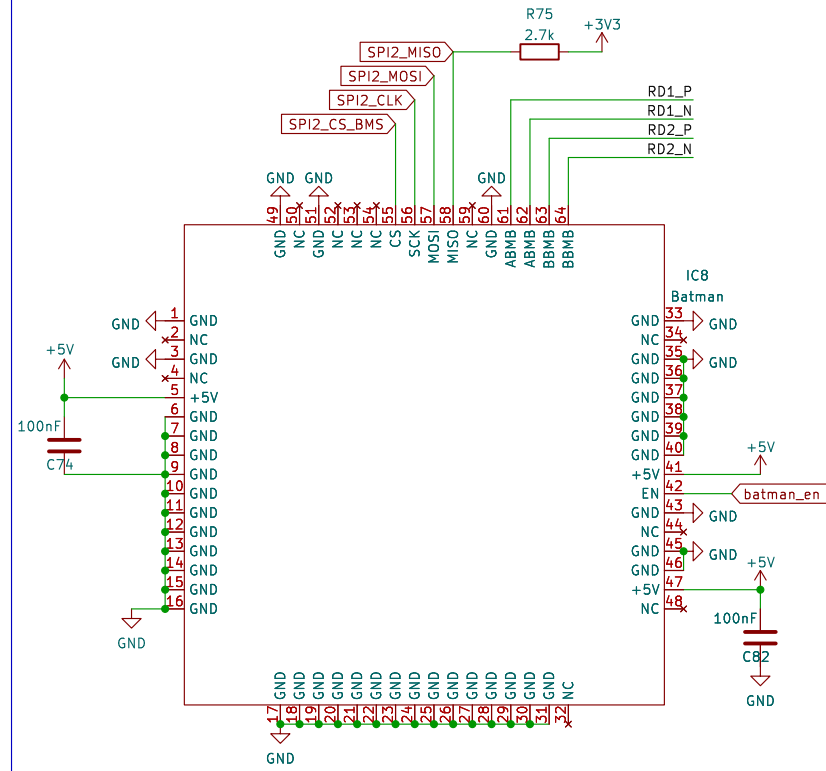 R75
2.7k
+3V3
SPI2_MISO
SPI2_MOSI
SPI2_CLK
SPI2_CS_BMS
RD1_P
RD1_N
RD2_P
RD2_N
GND GND GND
49 50 51 52 53 54 55 56 57 58 59 60 61 62 63 64
GND NC GND NC NC NC CS SCK MOSI MISO NC GND ABMB ABMB BBMB BBMB
IC8
Batman
GND 1 GND
2 NC
GND 3 GND
4 NC
+5V
5 +5V
6 GND
100nF
7 GND
8 GND
C74
9 GND
10 GND
11 GND
12 GND
13 GND
14 GND
15 GND
16 GND
GND
GND 33 GND
NC 34
GND 35 GND
GND 36
GND 37
GND 38
GND 39
GND 40
+5V
+5V 41
EN 42 batman_en
GND 43 GND
NC 44
GND 45 GND
GND 46
+5V
+5V 47
NC 48
100nF
C82
GND
GND GND GND GND GND GND GND GND GND GND GND GND GND GND GND NC
17 18 19 20 21 22 23 24 25 26 27 28 29 30 31 32
GND